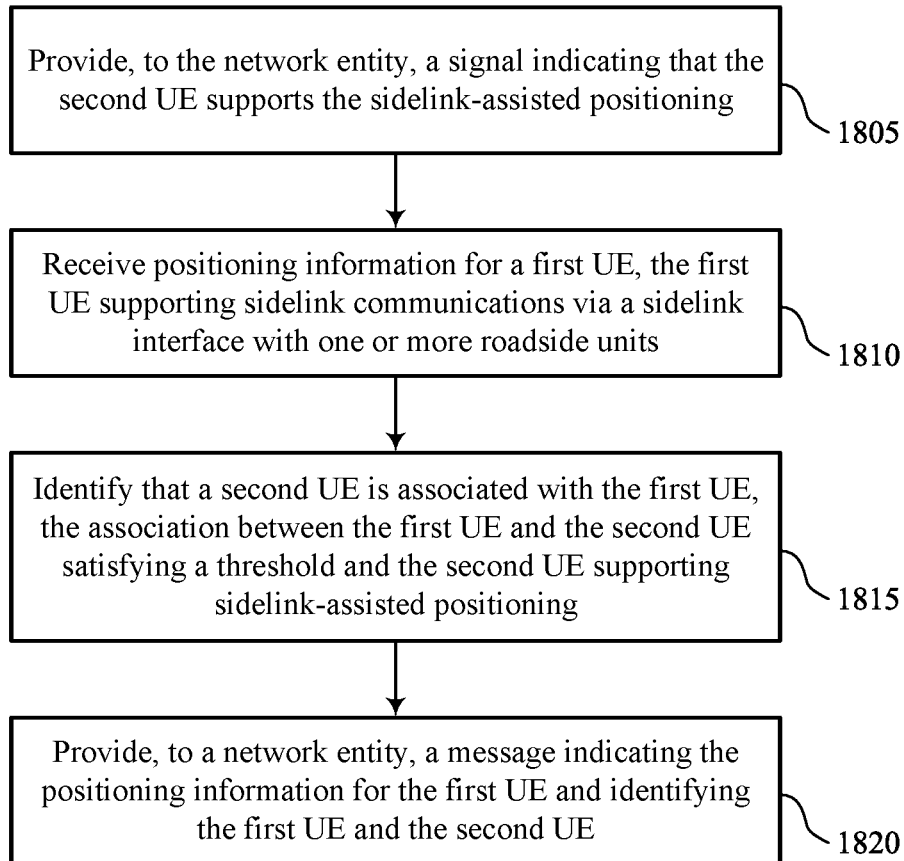 Provide, to the network entity, a signal indicating that the
second UE supports the sidelink-assisted positioning
1805
Receive positioning information for a first UE, the first
UE supporting sidelink communications via a sidelink
interface with one or more roadside units
1810
Identify that a second UE is associated with the first UE,
the association between the first UE and the second UE
satisfying a threshold and the second UE supporting
sidelink-assisted positioning
1815
Provide, to a network entity, a message indicating the
positioning information for the first UE and identifying
the first UE and the second UE
1820